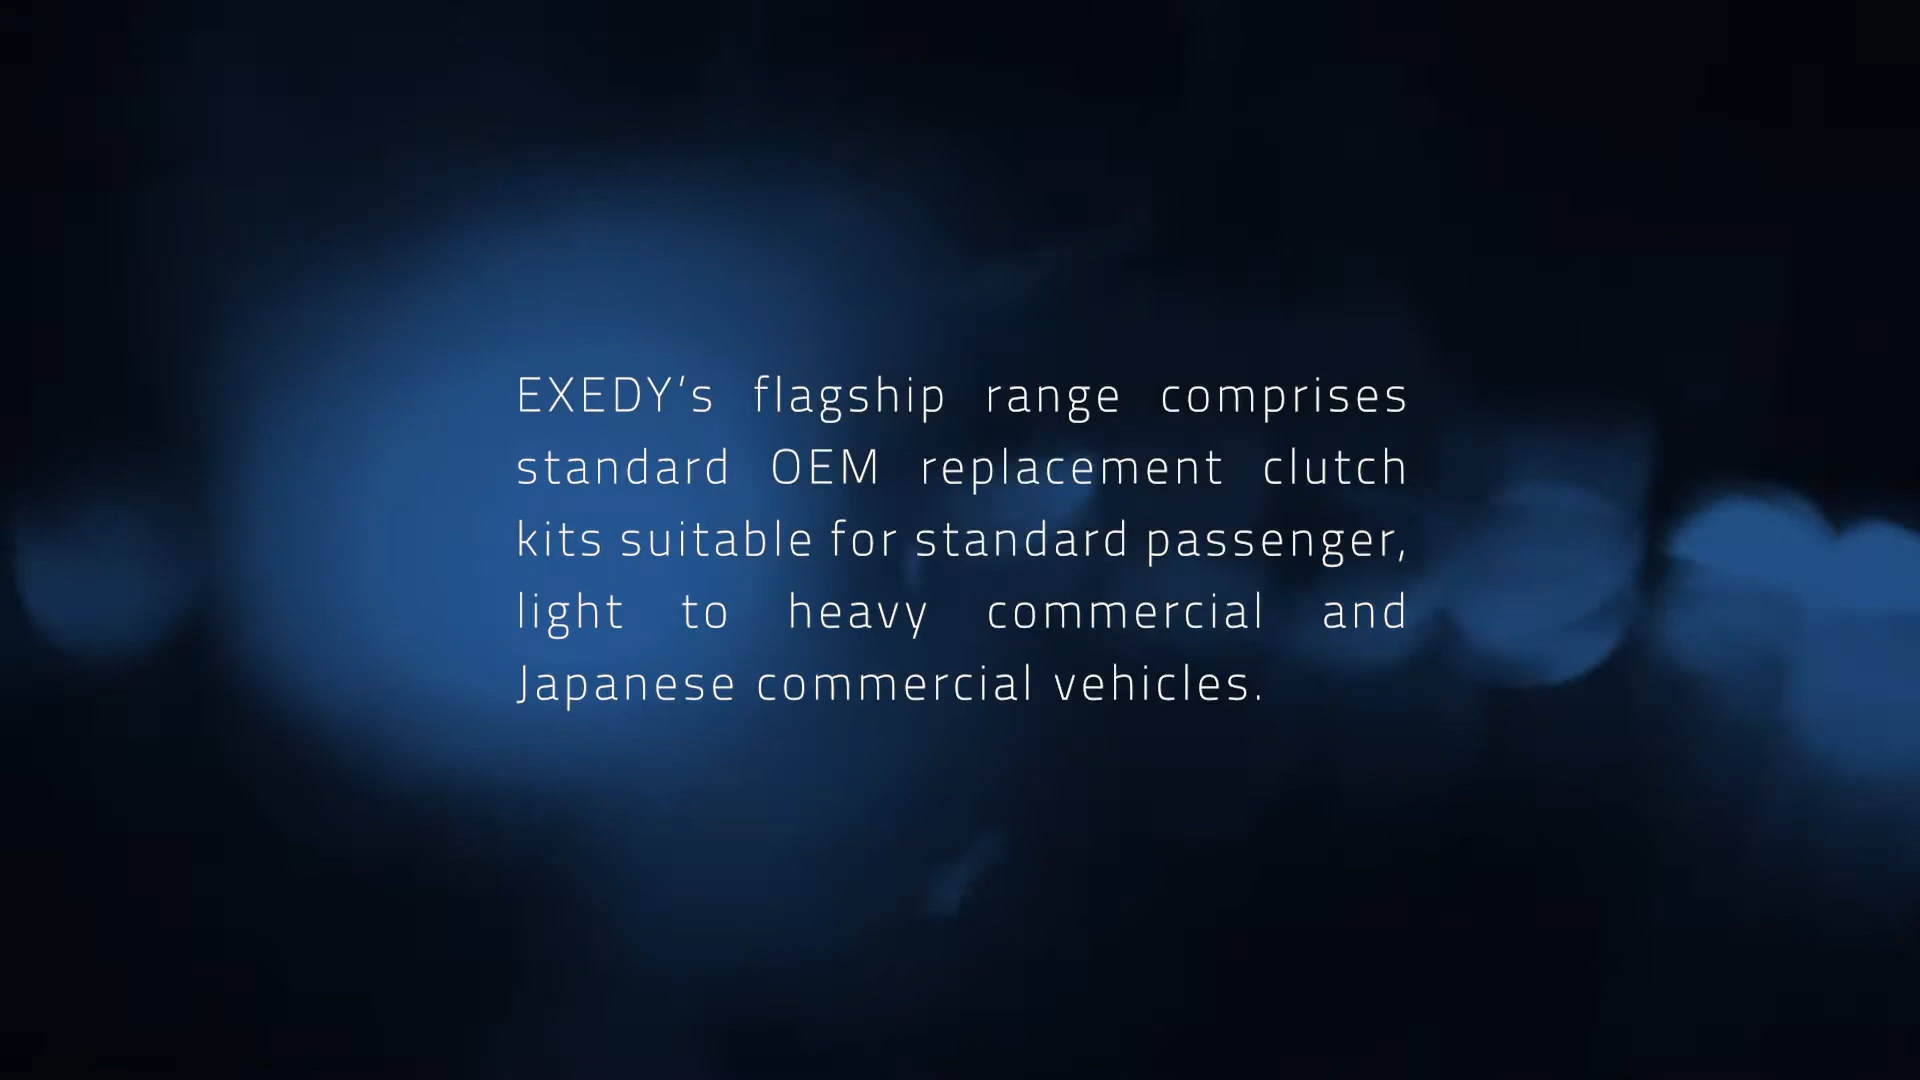 EXEDY’s flagship range comprises
standard OEM replacement clutch
kits suitable for standard passenger,
light to heavy commercial and
Japanese commercial vehicles.